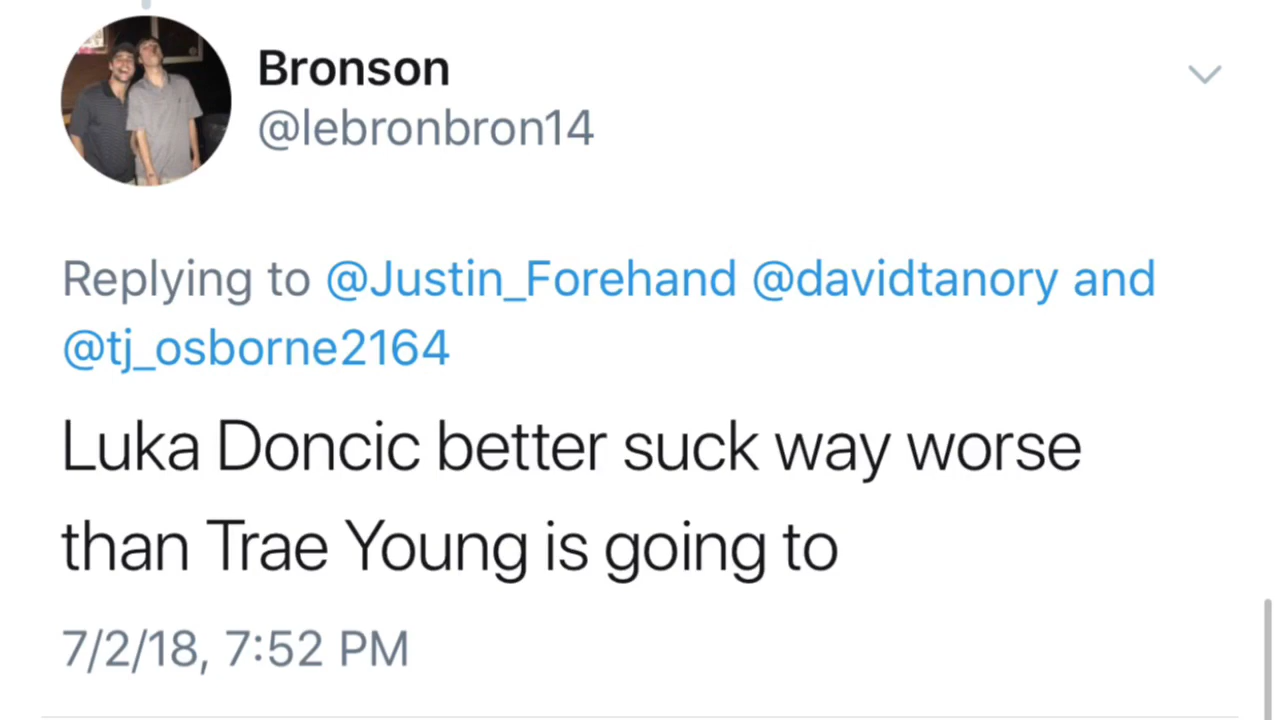 Bronson
@lebronbron14
Replying to @Justin_Forehand @davidtanory and
@tj_osborne2164
Luka Doncic better suck way worse
than Trae Young is going to
7/2/18, 7:52 PM